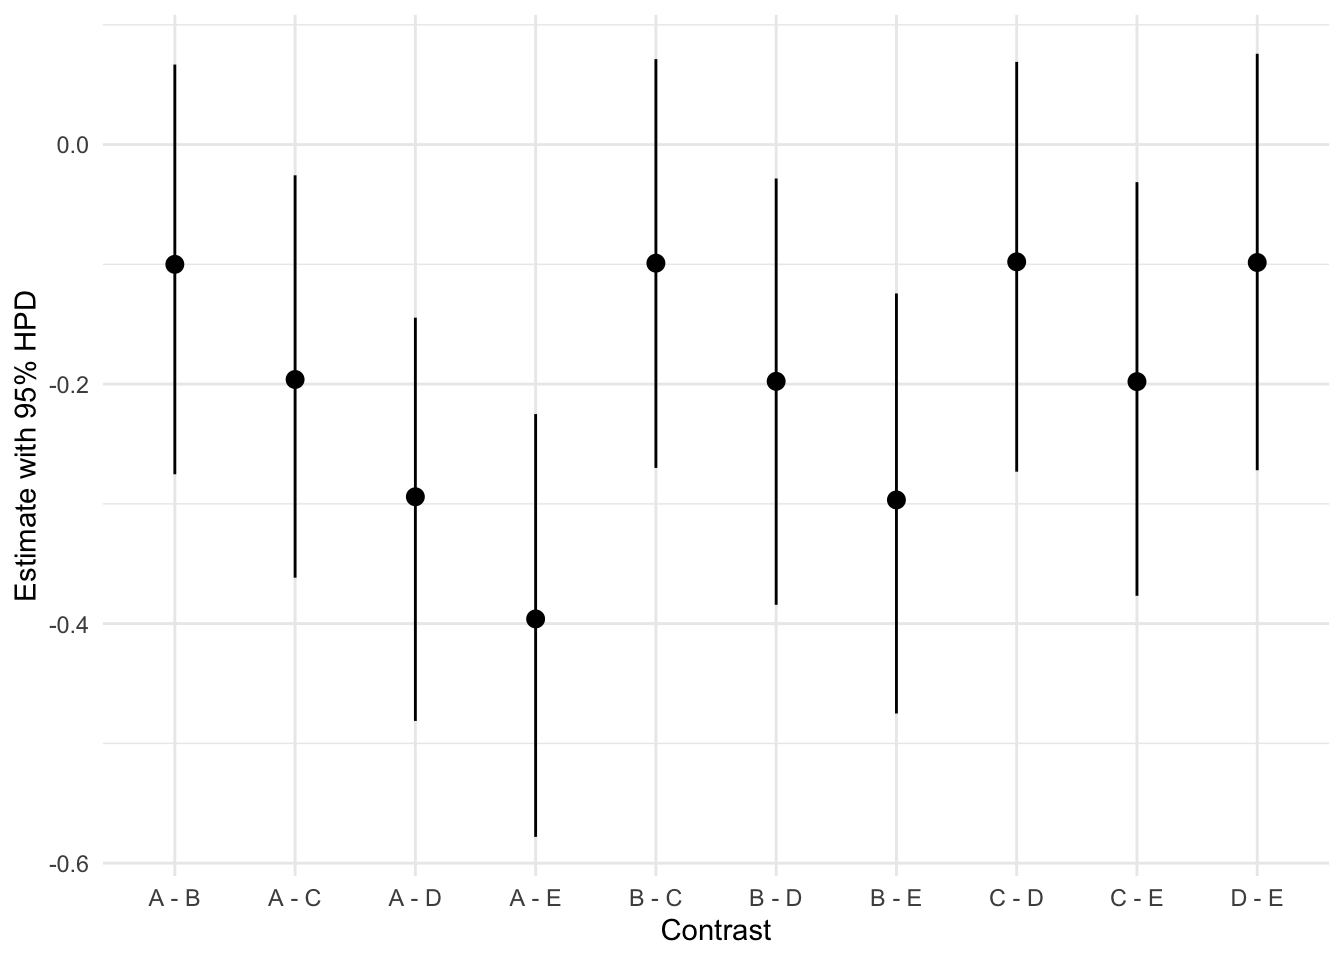 Estimate with 95% HPD
0.0
-0.2
-0.4
-0.6
A - B A - C A - D A - E B - C B - D B - E C - D C - E D - E
Contrast